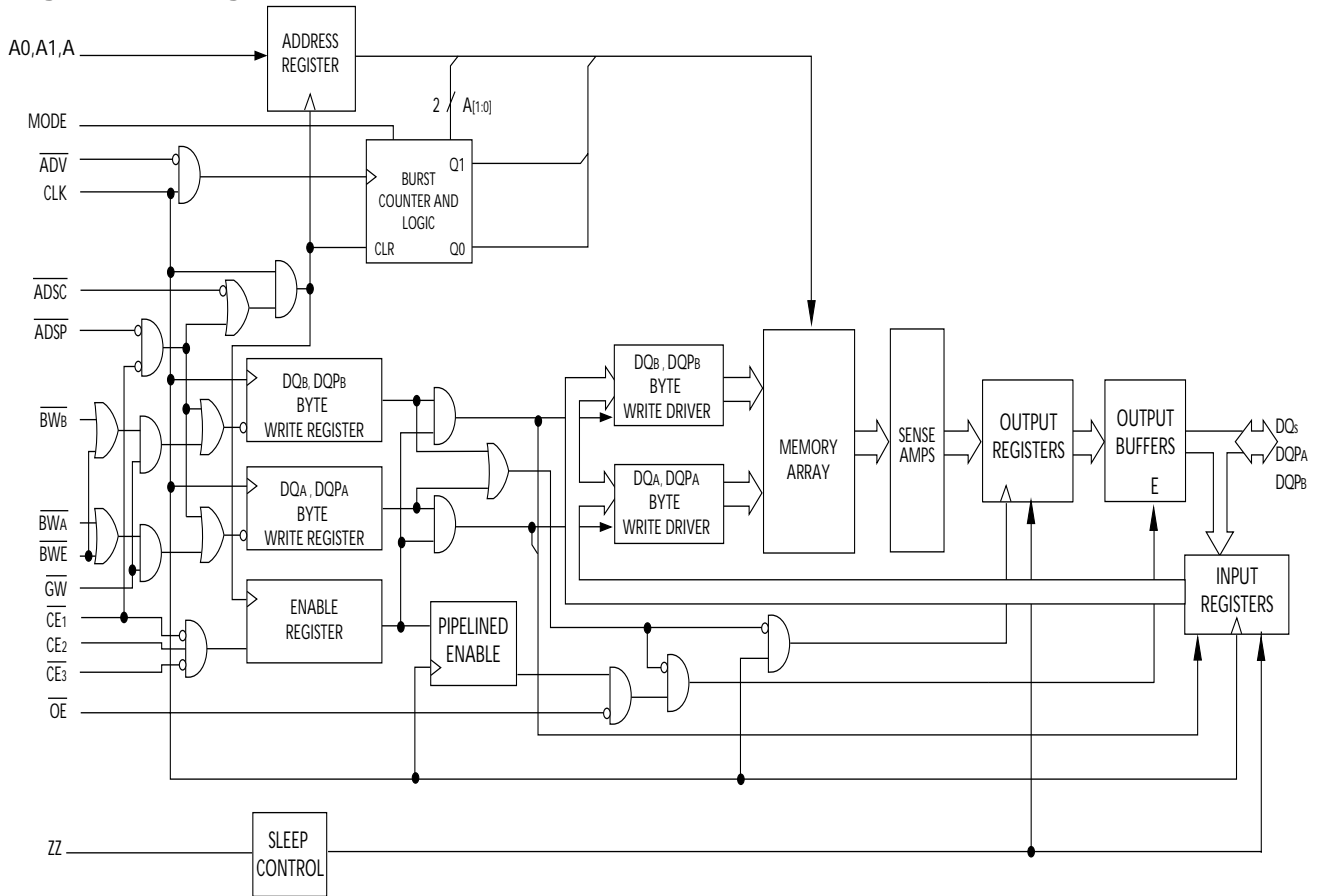 A0,A1,A
ADDRESS
REGISTER
2
A[1:0]
MODE
ADV
CLK
BURST
COUNTER AND
LOGIC
Q1
CLR
Q0
ADSC
ADSP
DQB, DQPB
BYTE
WRITE REGISTER
DQB, DQPB
BYTE
WRITE DRIVER
MEMORY
ARRAY
SENSE
AMPS
OUTPUT
REGISTERS
OUTPUT
BUFFERS
E
DQs
DQPA
DQPB
BWB
DQA, DQPA
BYTE
WRITE REGISTER
DQA, DQPA
BYTE
WRITE DRIVER
BWA
BWE
GW
CE1
CE2
CE3
OE
ENABLE
REGISTER
PIPELINED
ENABLE
INPUT
REGISTERS
ZZ
SLEEP
CONTROL